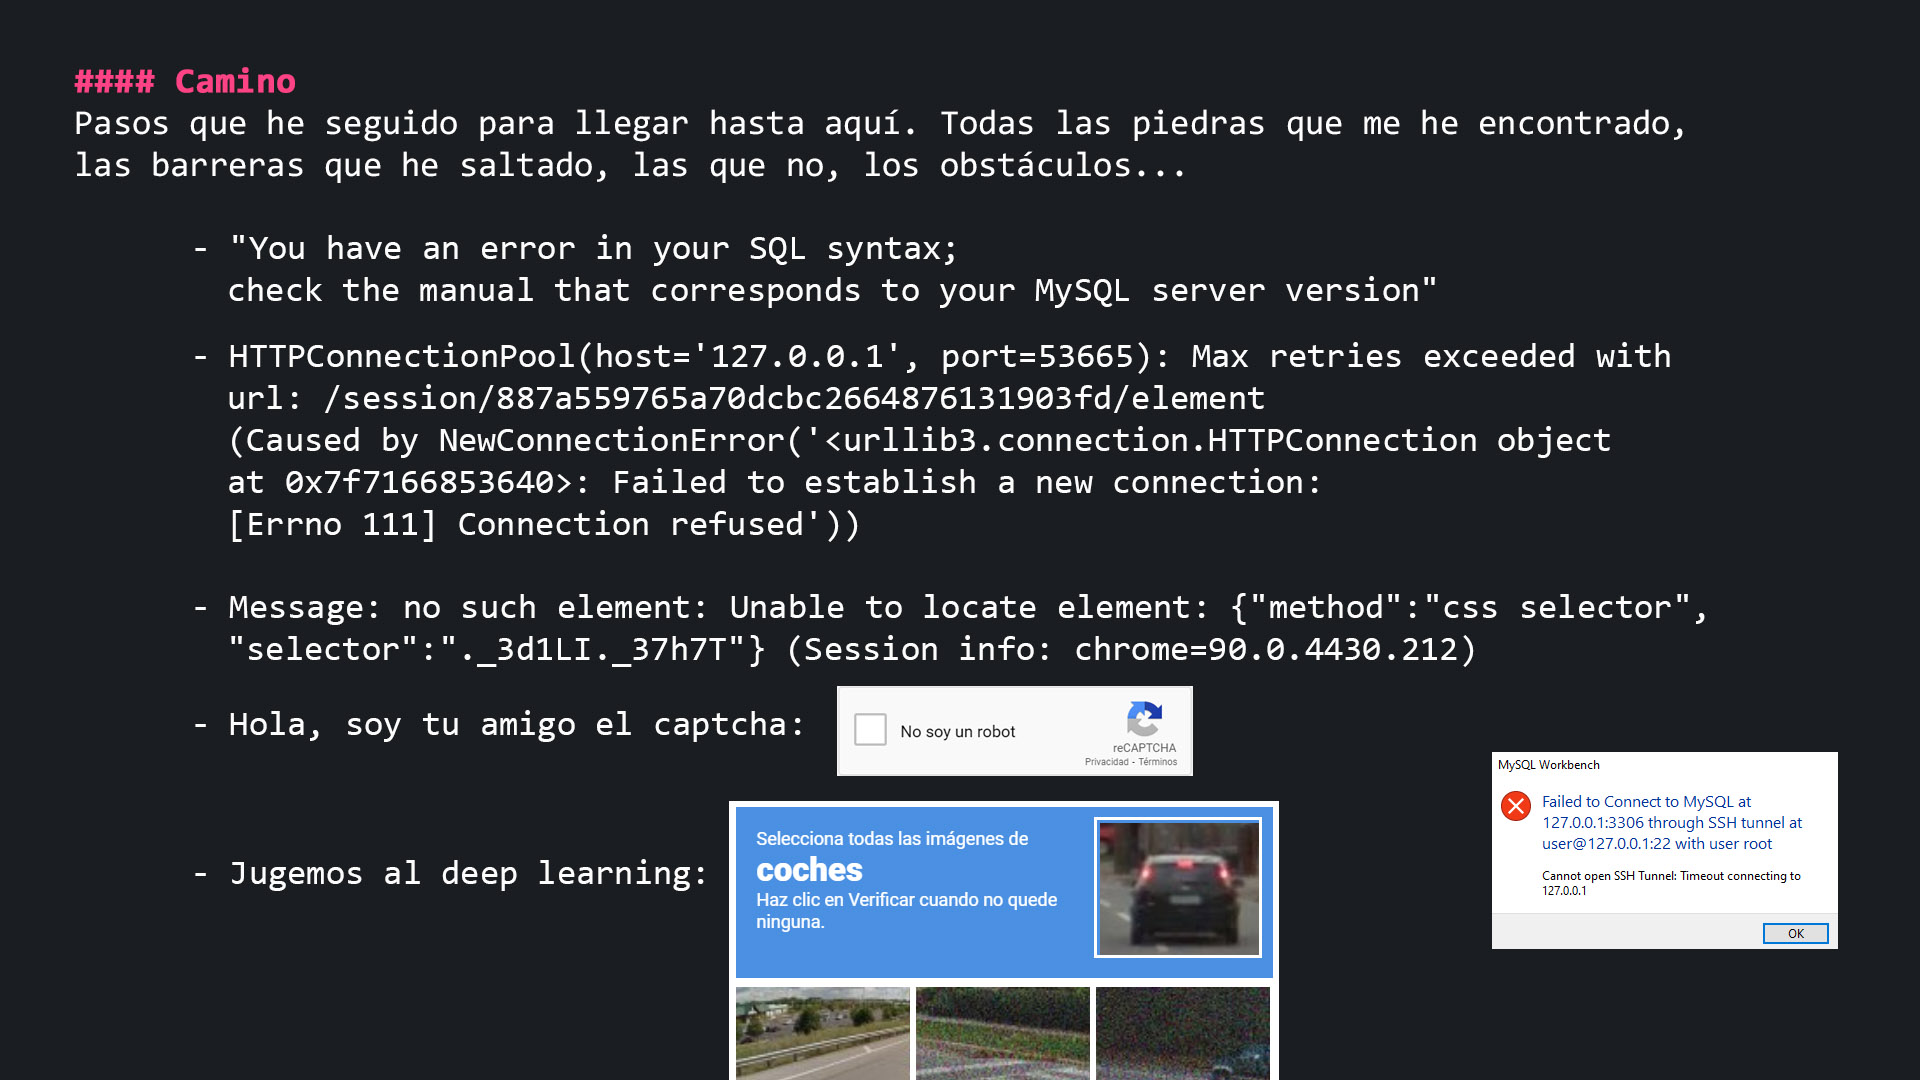 #### Camino
Pasos que he seguido para llegar hasta aquí. Todas las piedras que me he encontrado,
las barreras que he saltado, las que no, los obstáculos...
- "You have an error in your SQL syntax;
check the manual that corresponds to your MySQL server version"
- HTTPConnectionPool(host='127.0.0.1', port=53665): Max retries exceeded with
url: /session/887a559765a70dcbc2664876131903fd/element
(Caused by NewConnectionError('<urllib3.connection.HTTPConnection object
at 0x7f7166853640>: Failed to establish a new connection:
[Errno 111] Connection refused'))
- Message: no such element: Unable to locate element: {"method":"css selector",
"selector":"._3d1LI._37h7T"} (Session info: chrome=90.0.4430.212)
- Hola, soy tu amigo el captcha:
No soy un robot
reCAPTCHA
Privacidad - Términos
- Jugemos al deep learning:
Selecciona todas las imágenes de
coches
Haz clic en Verificar cuando no quede
ninguna.
MySQL Workbench
Failed to Connect to MySQL at
127.0.0.1:3306 through SSH tunnel at
user@127.0.0.1:22 with user root
Cannot open SSH Tunnel: Timeout connecting to
127.0.0.1
OK